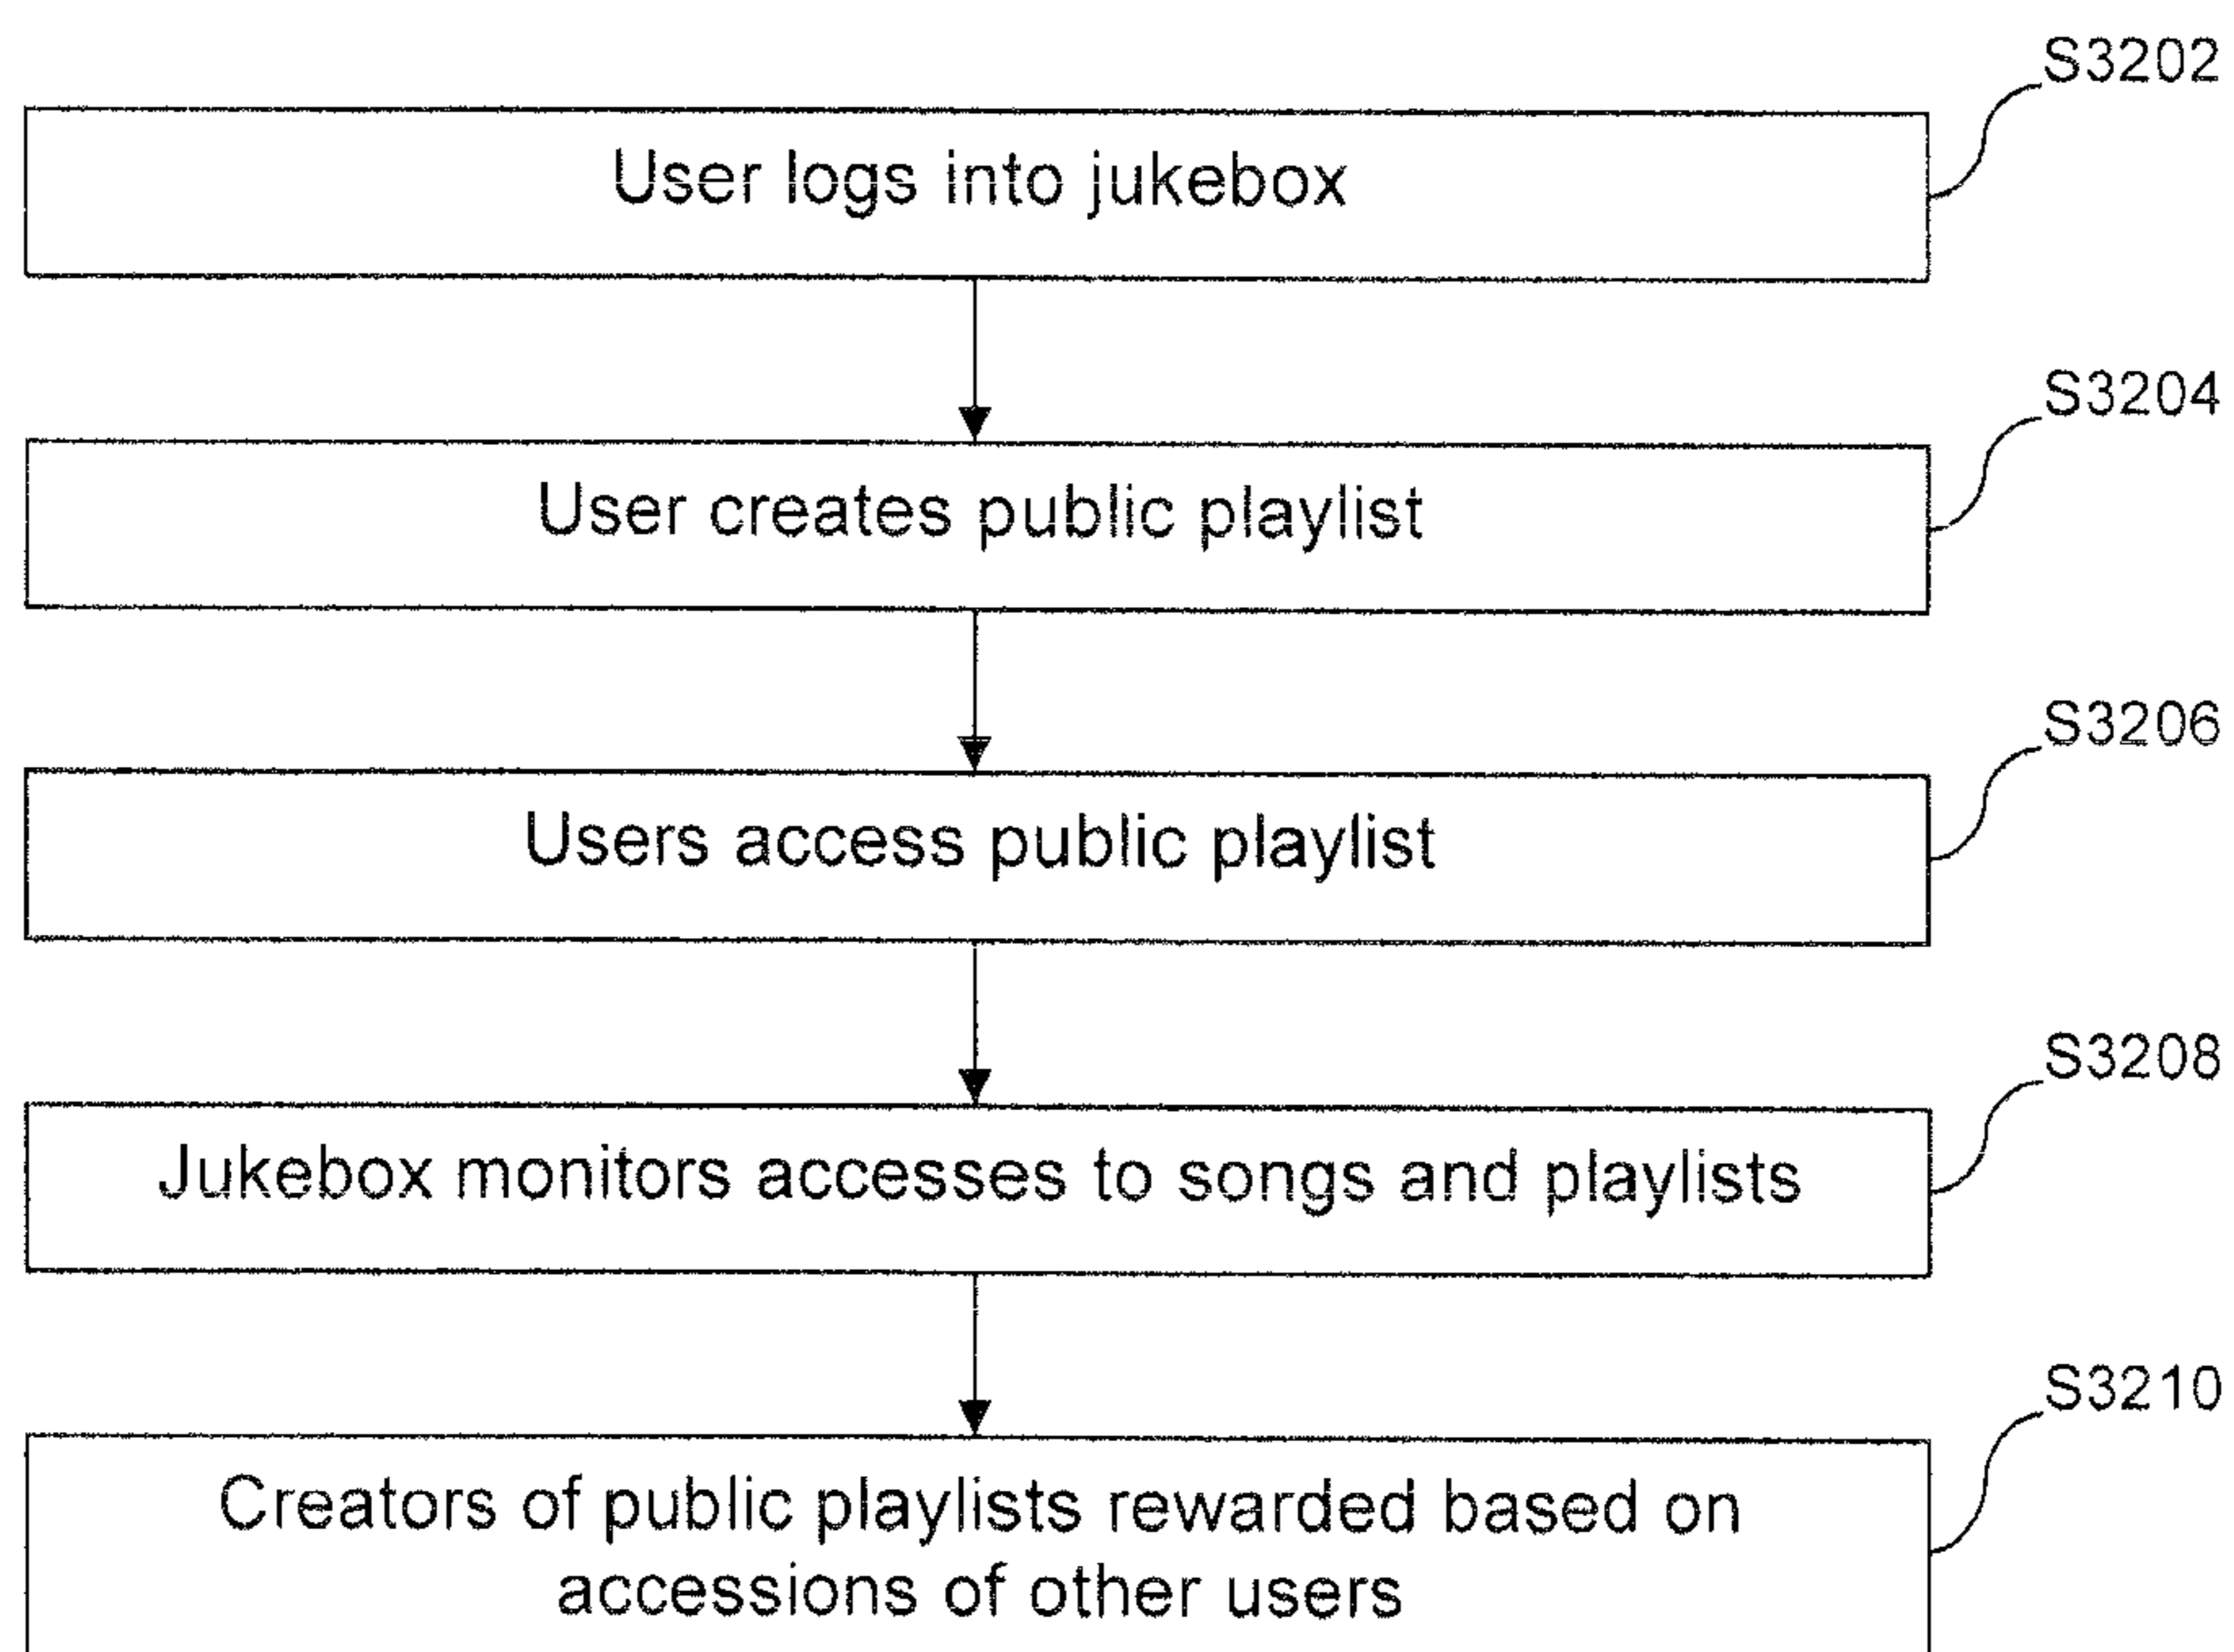 S3202
User logs into jukebox
S3204
User creates public playlist
S3206
Users access public playlist
S3208
Jukebox monitors accesses to songs and playlists
S3210
Creators of public playlists rewarded based on
accessions of other users